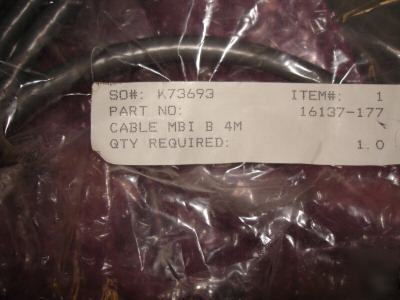 SO#: K73693 ITEM#: 1
PART NO: 16137-177
CABLE MBI B 4M
QTY REQUIRED: 1.0